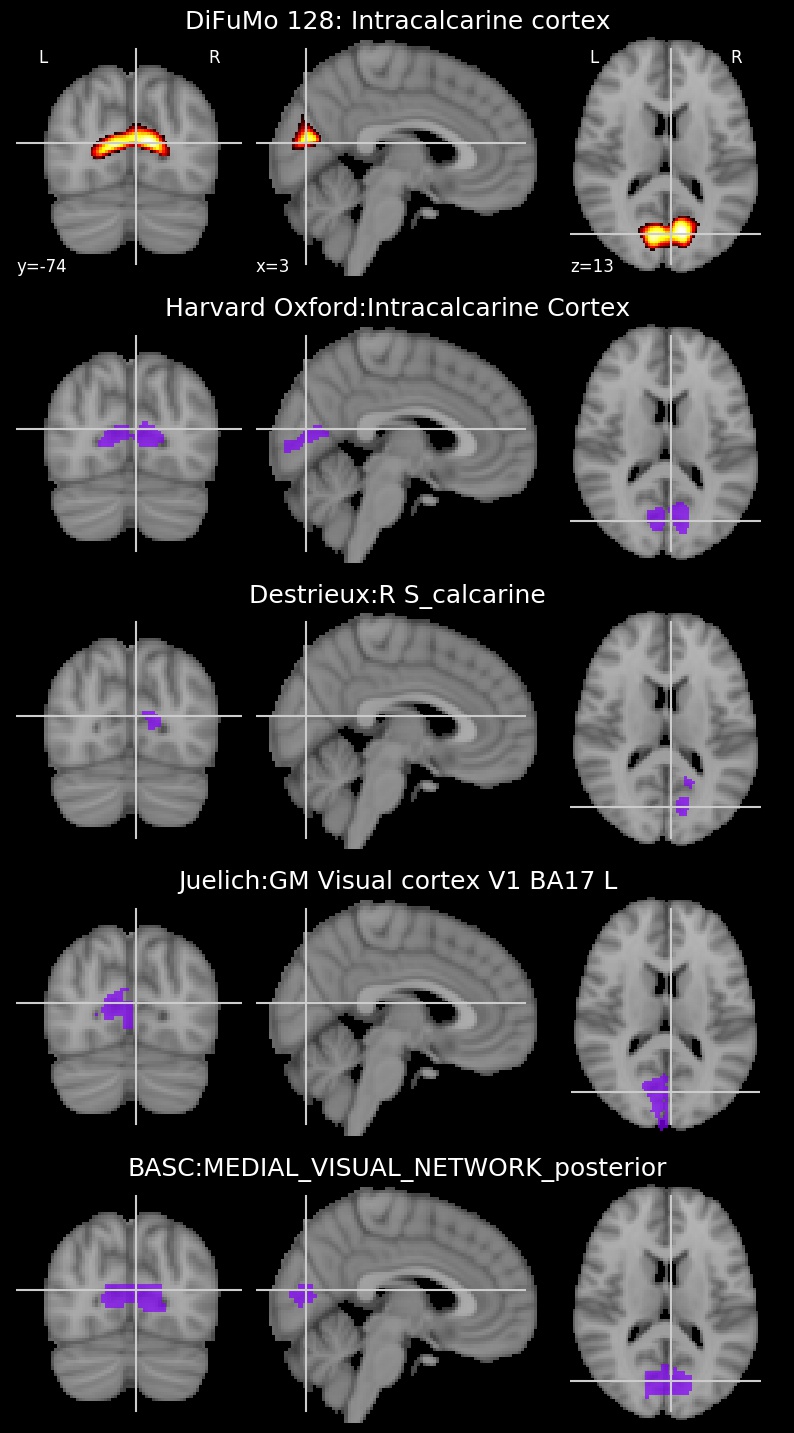 DiFuMo 128: Intracalcarine cortex
L R L R
y=-74 x=3 z=13
Harvard Oxford:Intracalcarine Cortex
Destrieux:R S_calcarine
Juelich:GM Visual cortex V1 BA17 L
BASC:MEDIAL_VISUAL_NETWORK_posterior